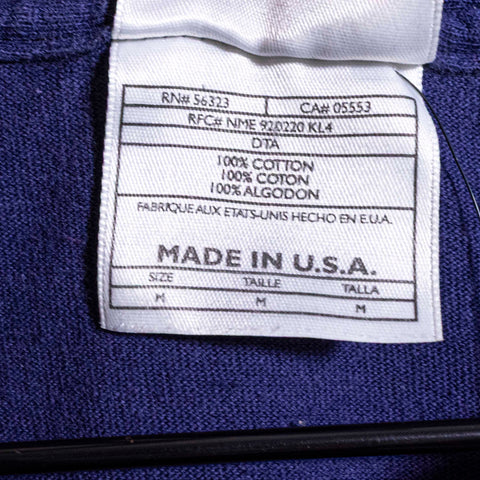 RN# 56323 CA# 05553
RFC# NME 920220 KL4
DTA
100% COTTON
100% COTON
100% ALGODON
FABRIQUE AUX ETATS-UNIS HECHO EN E.U.A.
MADE IN U.S.A.
SIZE TAILLE TALLA
M M M